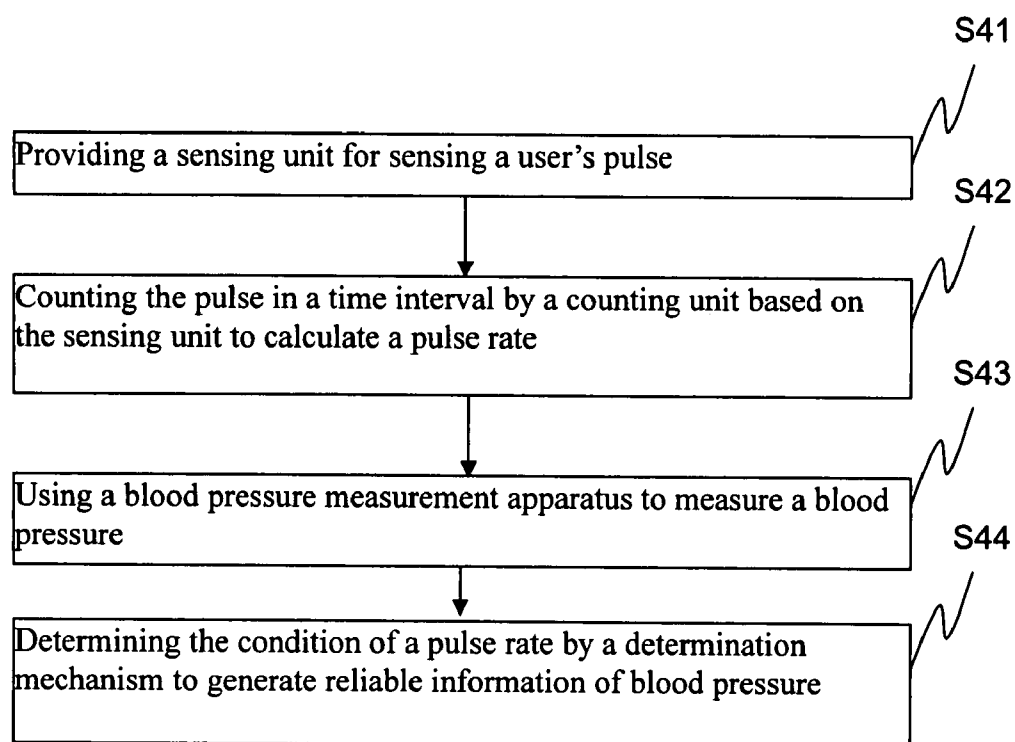 S41
Providing a sensing unit for sensing a user's pulse
S42
Counting the pulse in a time interval by a counting unit based on
the sensing unit to calculate a pulse rate
S43
Using a blood pressure measurement apparatus to measure a blood
pressure
S44
Determining the condition of a pulse rate by a determination
mechanism to generate reliable information of blood pressure